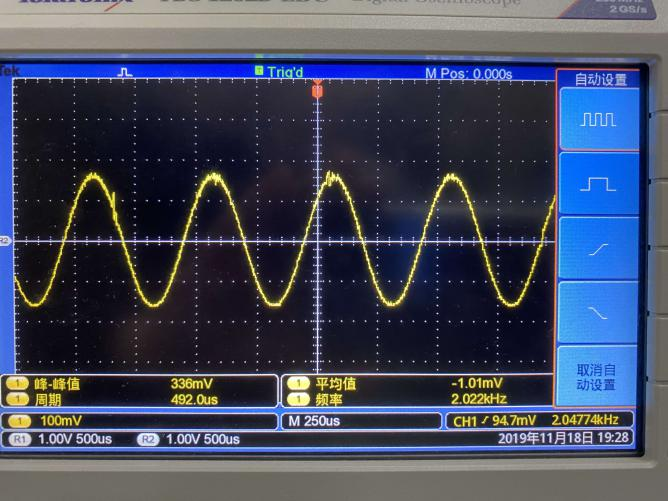 2 GS/s
Tek Trig'd M Pos: 0.000s
自动设置
R2
1 峰-峰值 336mV 1 平均值 -1.01mV
1 周期 492.0us 1 频率 2.022kHz
取消自
动设置
1 100mV M 250us CH1 94.7mV 2.04774kHz
R1 1.00V 500us R2 1.00V 500us 2019年11月18日 19:28